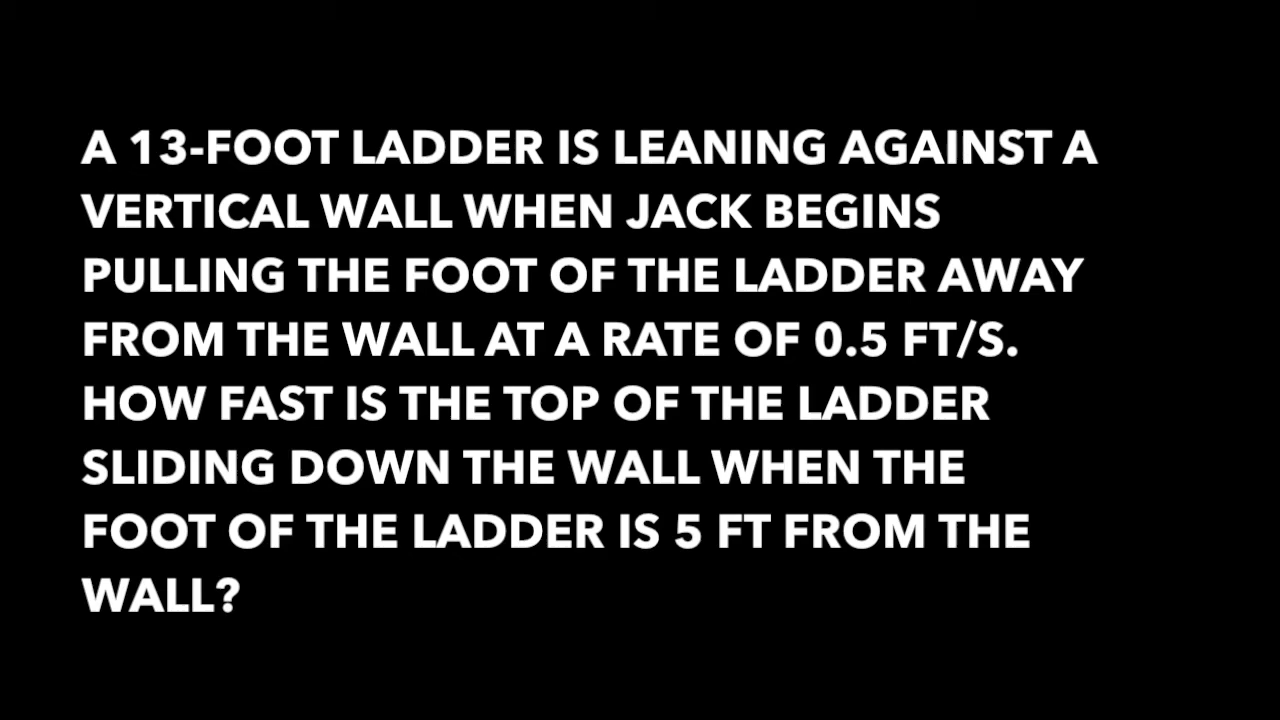 A 13-FOOT LADDER IS LEANING AGAINST A
VERTICAL WALL WHEN JACK BEGINS
PULLING THE FOOT OF THE LADDER AWAY
FROM THE WALL AT A RATE OF 0.5 FT/S.
HOW FAST IS THE TOP OF THE LADDER
SLIDING DOWN THE WALL WHEN THE
FOOT OF THE LADDER IS 5 FT FROM THE
WALL?